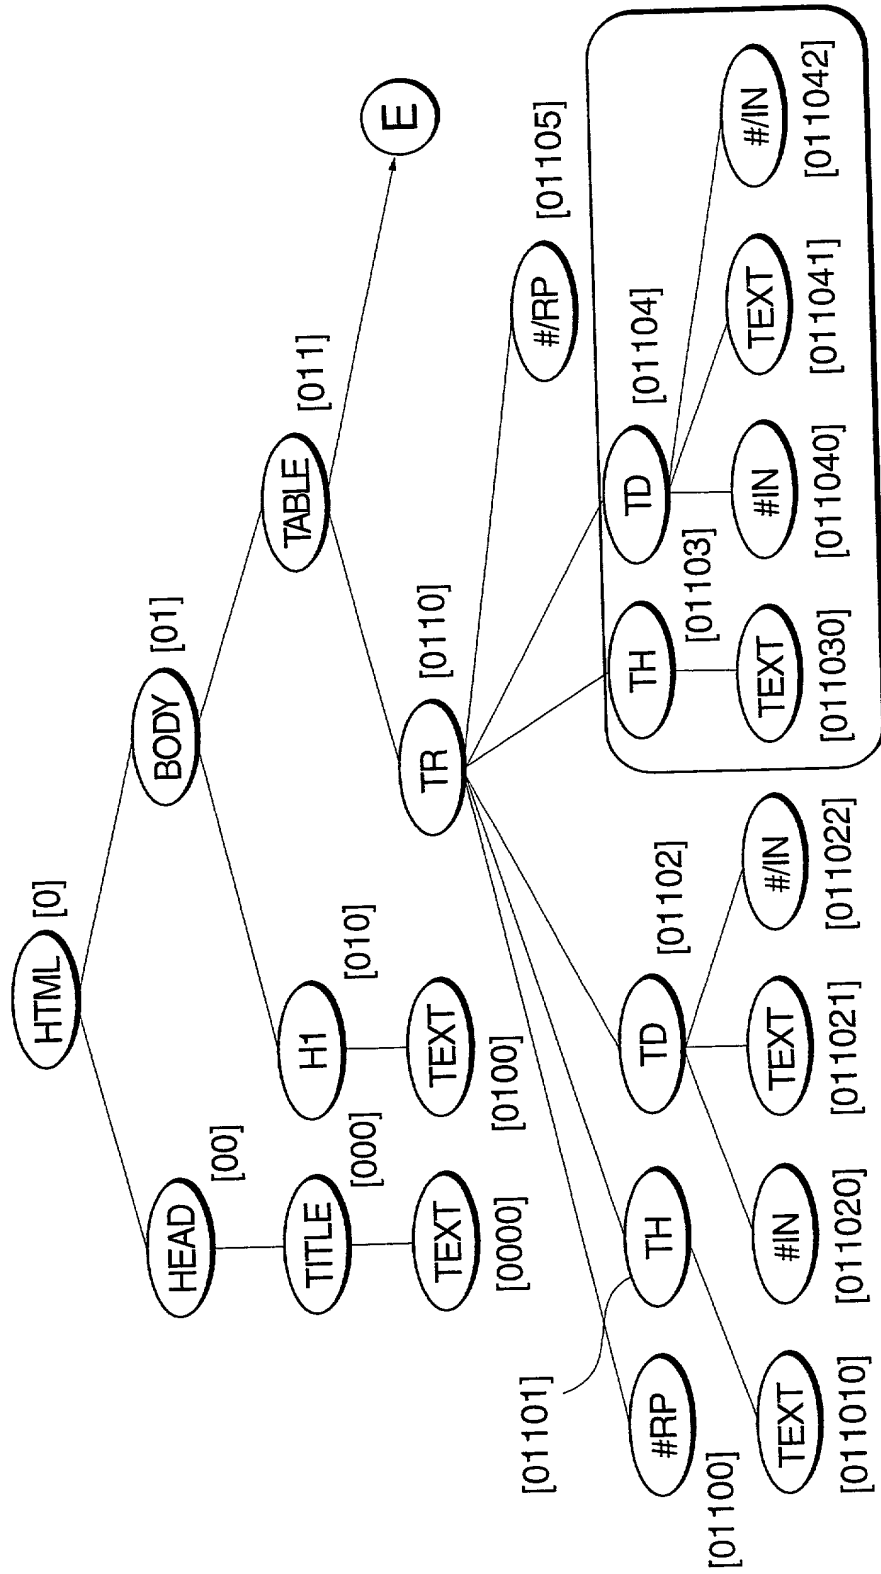 HTML [0]
HEAD [00]
BODY [01]
TITLE [000]
H1 [010]
TABLE [011]
TEXT [0000]
TEXT [0100]
TR [0110]
E
[01101]
#RP [01100]
TH
TD [01102]
TH [01103]
TD [01104]
#/RP [01105]
TEXT [011010]
#IN [011020]
TEXT [011021]
#/IN [011022]
TEXT [011030]
#IN [011040]
TEXT [011041]
#/IN [011042]